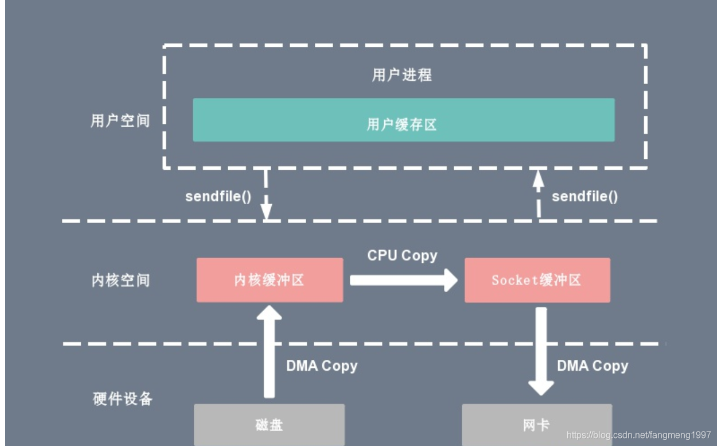 用户进程
用户空间
用户缓存区
sendfile()
sendfile()
CPU Copy
内核空间
内核缓冲区
Socket缓冲区
DMA Copy
DMA Copy
硬件设备
磁盘
网卡
https://blog.csdn.net/fangmeng1997